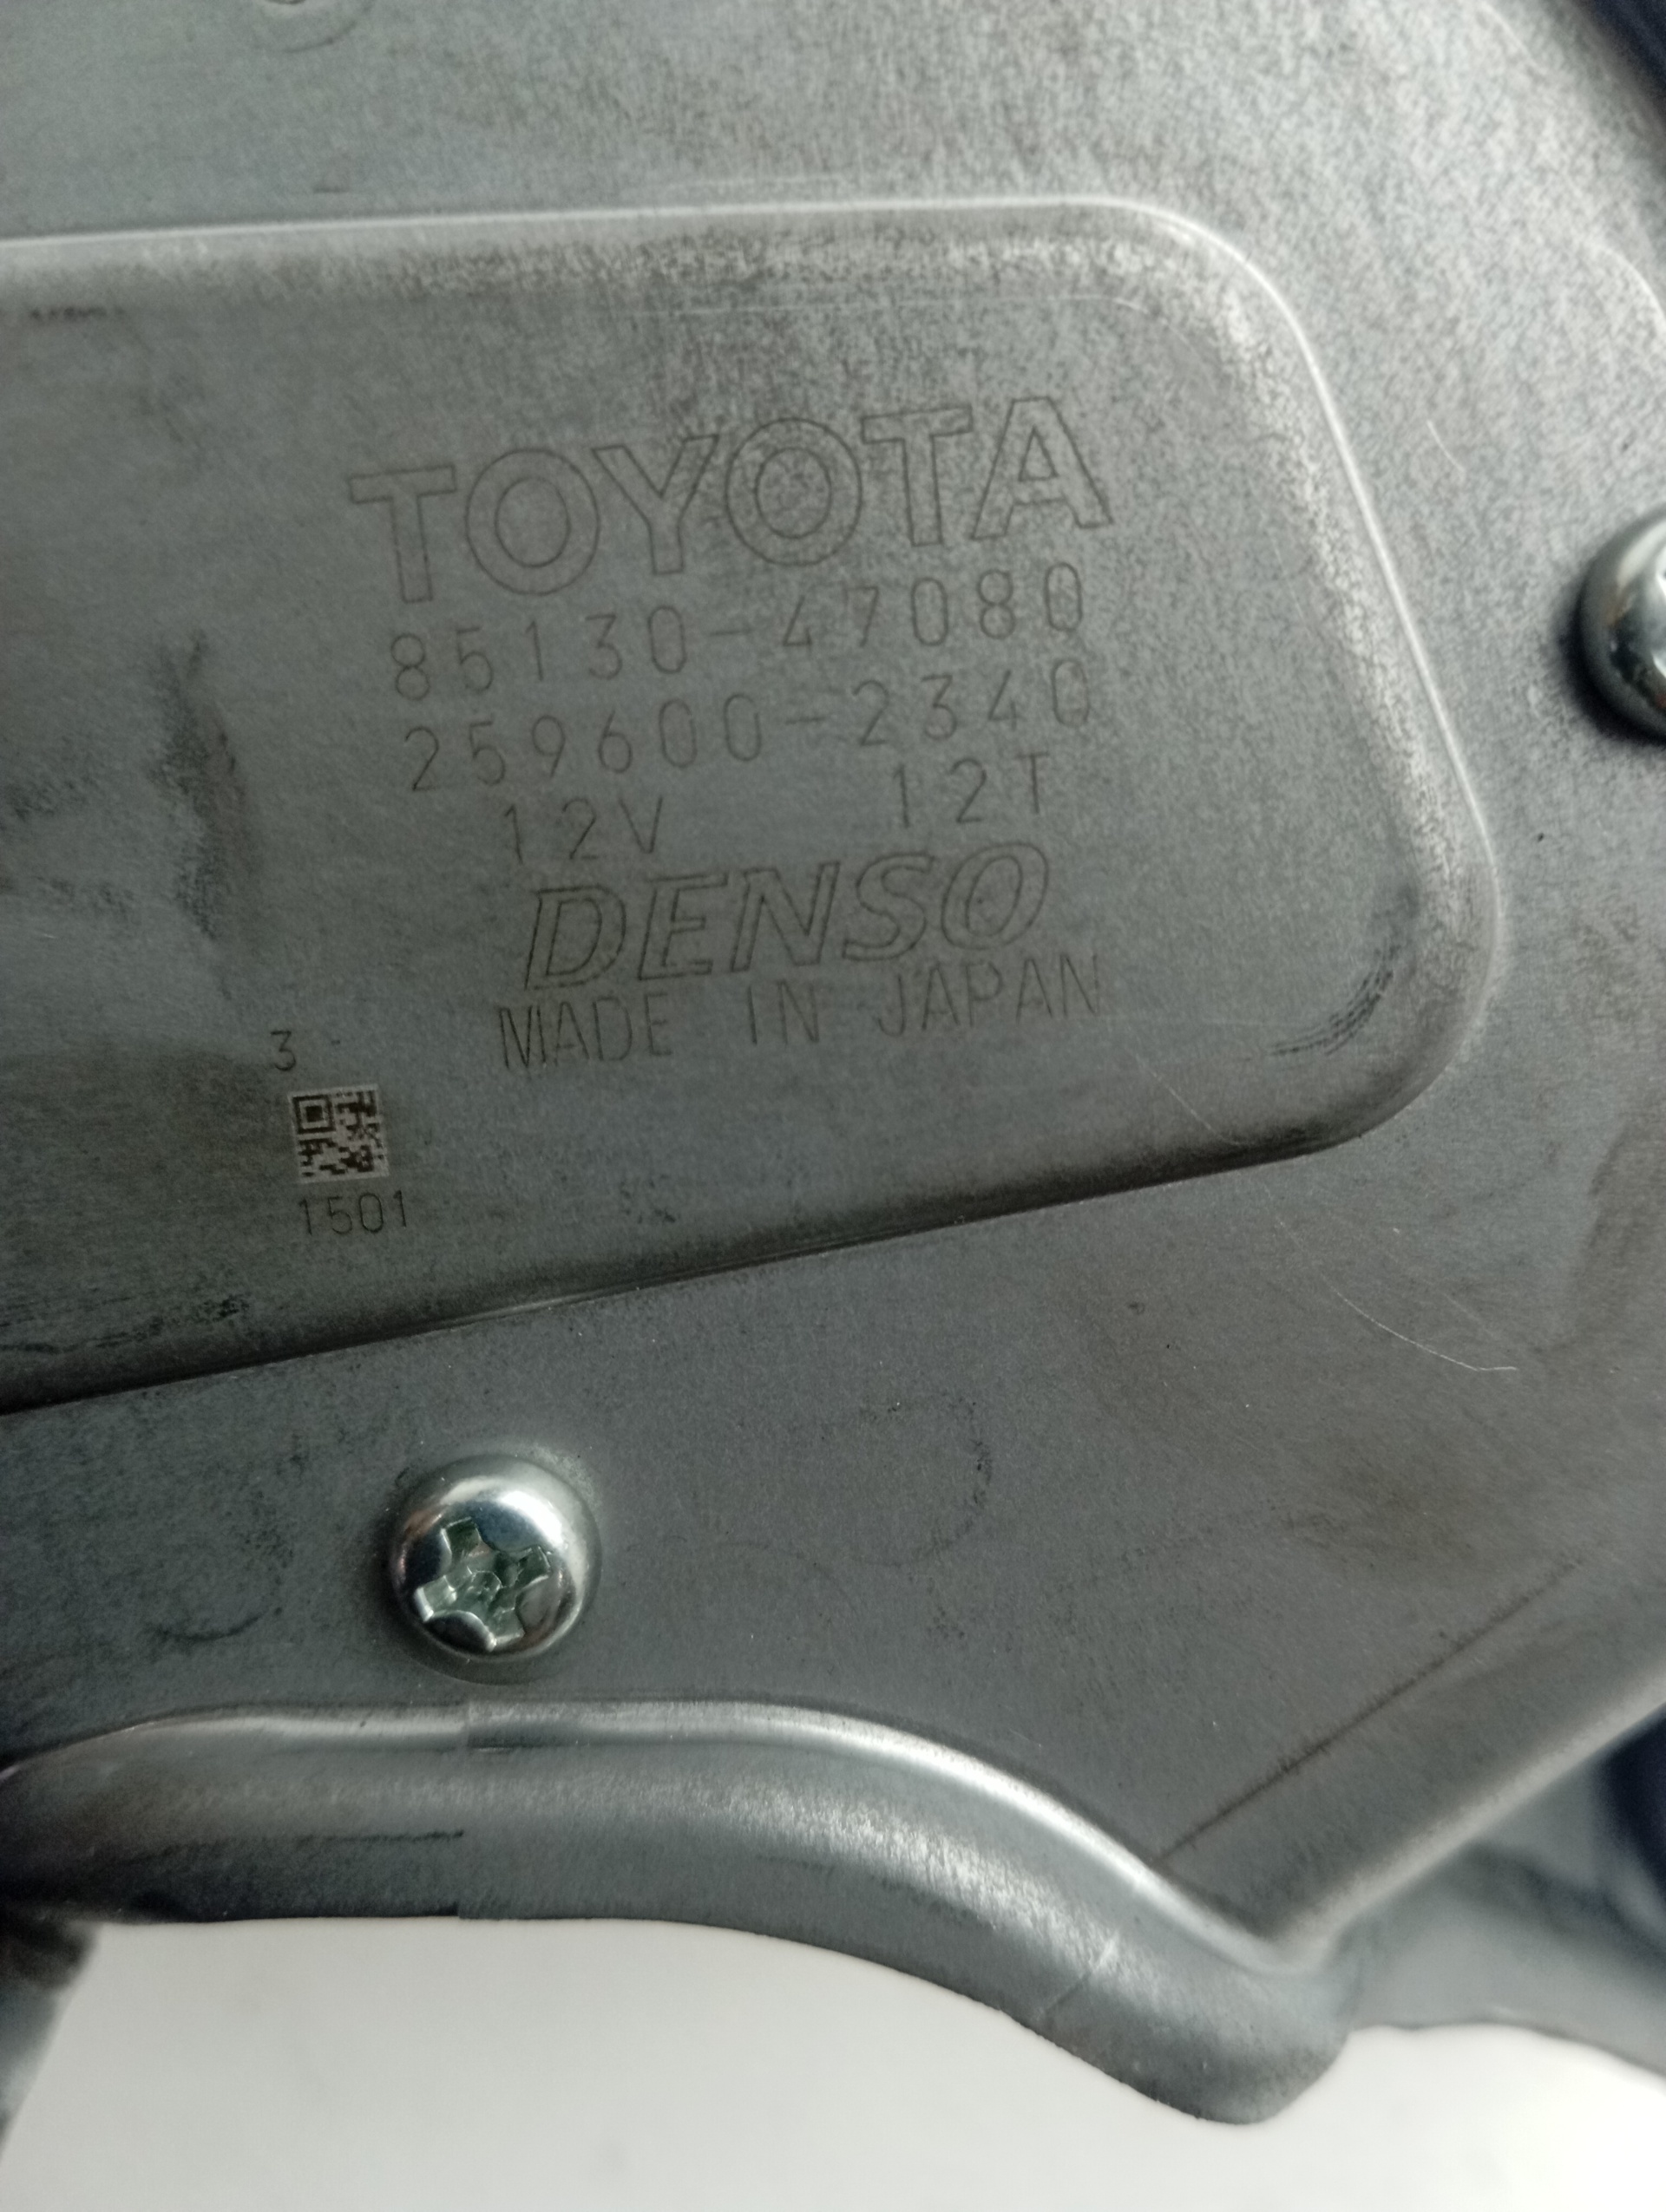 TOYOTA
85130-47080
259600-2340
12V 12T
DENSO
MADE IN JAPAN
3
1501